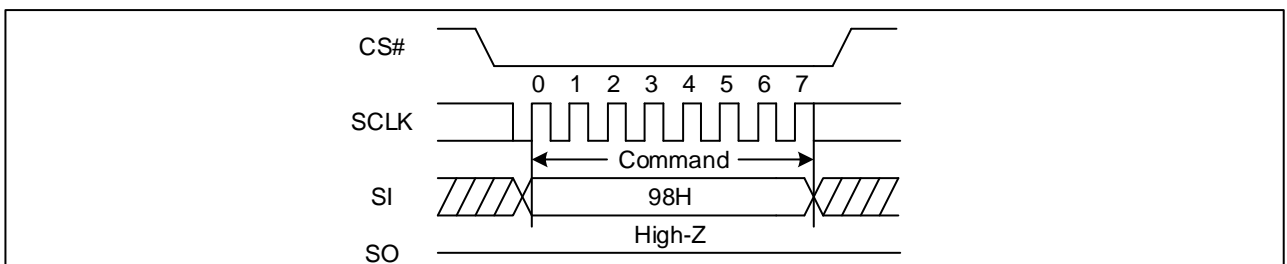 CS#
0 1 2 3 4 5 6 7
SCLK
Command
SI
98H
High-Z
SO